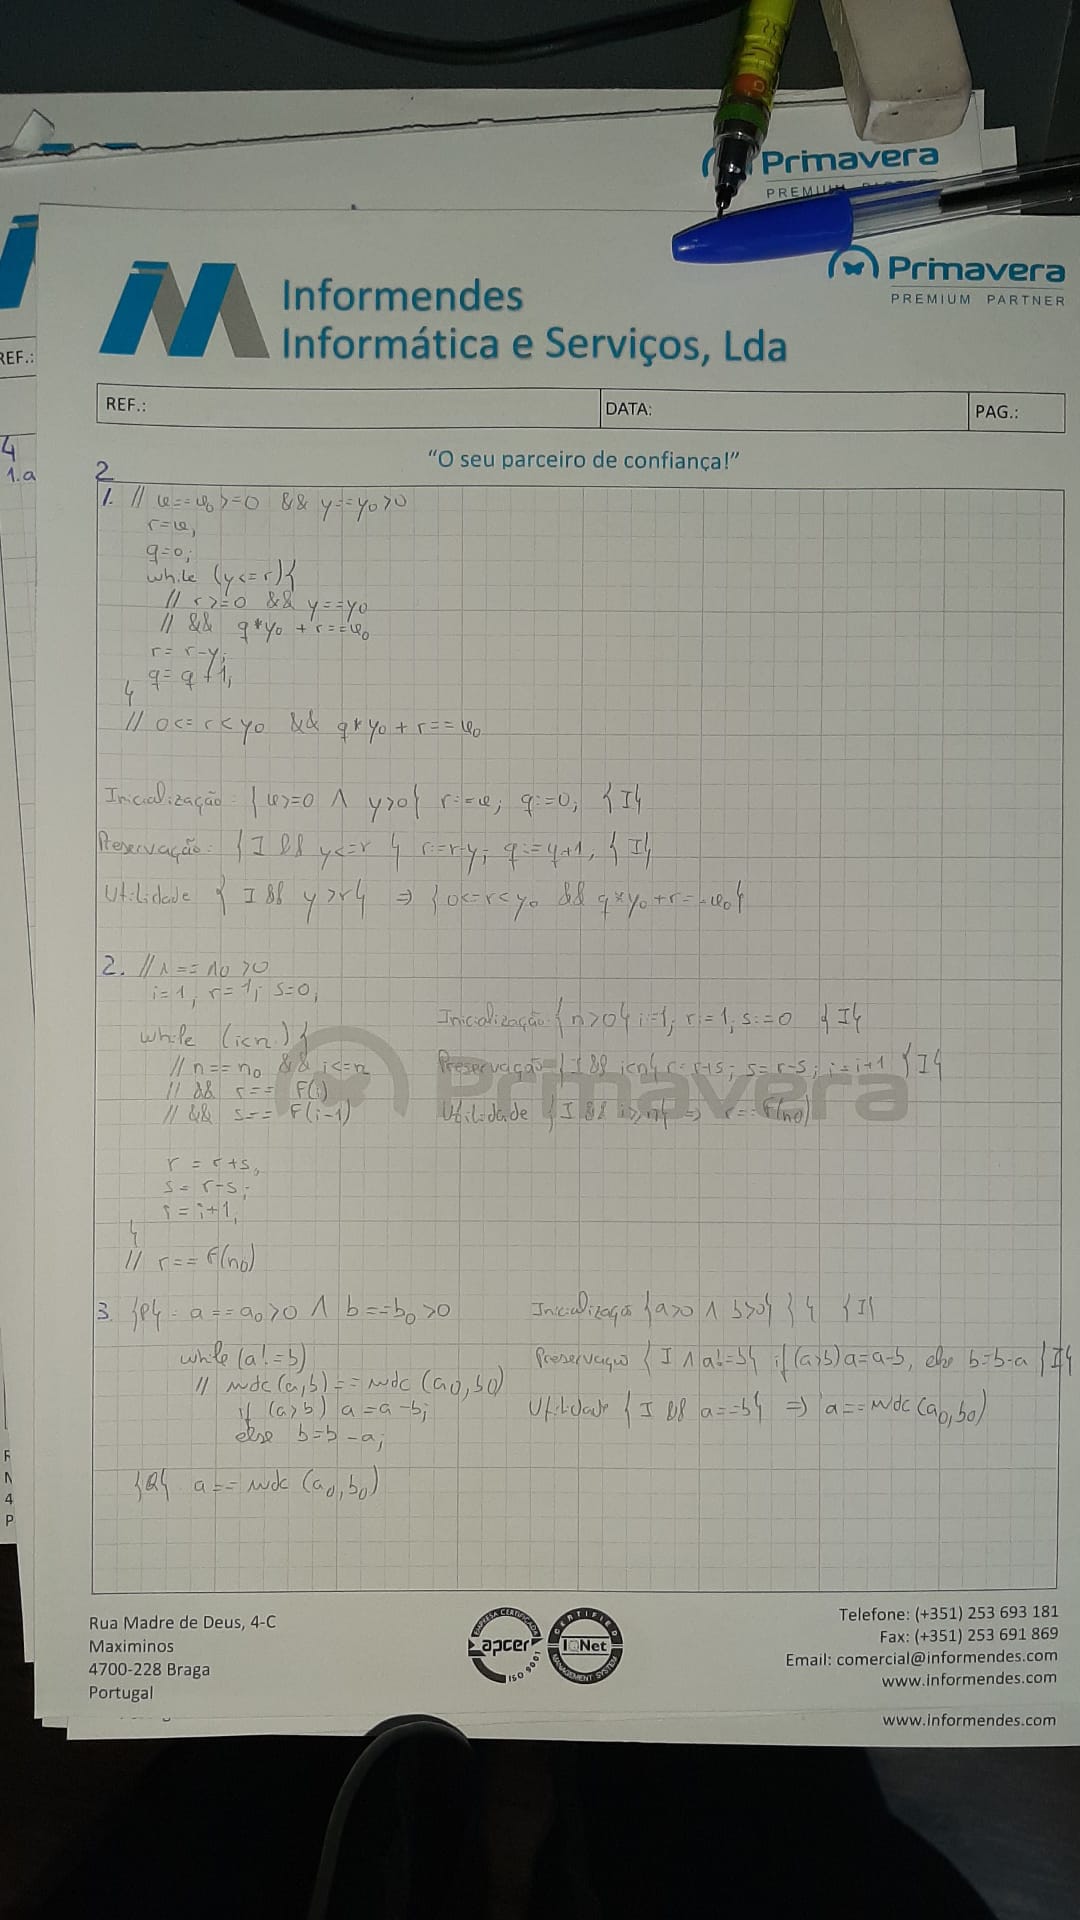 Primavera
PREMIUM
Informendes
Informática e Serviços, Lda
Primavera
PREMIUM PARTNER
REF.:
REF.:
DATA:
PAG.:
"O seu parceiro de confiança!"
4
1.a
2
1. // x==x0>=0 && y==y0>0
r=x;
q=0;
while (y<=r){
// r>=0 && y==y0
// && q*y0 + r==x0
r= r-y;
q= q+1;
}
// 0<=r<y0 && q*y0+r==x0
Inicialização: {x>=0 ∧ y>0} r:=x; q:=0; {I}
Preservação: {I && y<=r} r:=r-y; q:=q+1; {I}
Utilidade {I && y>r} => {0<=r<y0 && q*y0+r==x0}
2. // n==n0>0
i=1; r=1; s=0;
while (i<n){
// n==n0 && i<=n
// && r== F(i)
// && s== F(i-1)
r = r+s;
s= r-s;
i= i+1;
}
// r== F(n0)
Inicialização {n>0} i:=1; r:=1; s:=0 {I}
Preservação {I && i<n} r=r+s; s=r-s; i=i+1 {I}
Utilidade {I && i>=n} => r==F(n0)
Primavera
3. {P} : a==a0>0 ∧ b==b0>0
while (a!=b)
// mdc(a,b)==mdc(a0,b0)
if (a>b) a=a-b;
else b=b-a;
{Q} a==mdc(a0,b0)
Inicialização {a>0 ∧ b>0} { } {I}
Preservação {I ∧ a!=b} if(a>b) a=a-b, else b=b-a {I}
Utilidade {I && a==b} => a==mdc(a0,b0)
F
N
4
P
Rua Madre de Deus, 4-C
Maximinos
4700-228 Braga
Portugal
EMPRESA CERTIFICADA
apcer
ISO 9001
CERTIFIED
IQNet
MANAGEMENT SYSTEM
Telefone: (+351) 253 693 181
Fax: (+351) 253 691 869
Email: comercial@informendes.com
www.informendes.com
www.informendes.com